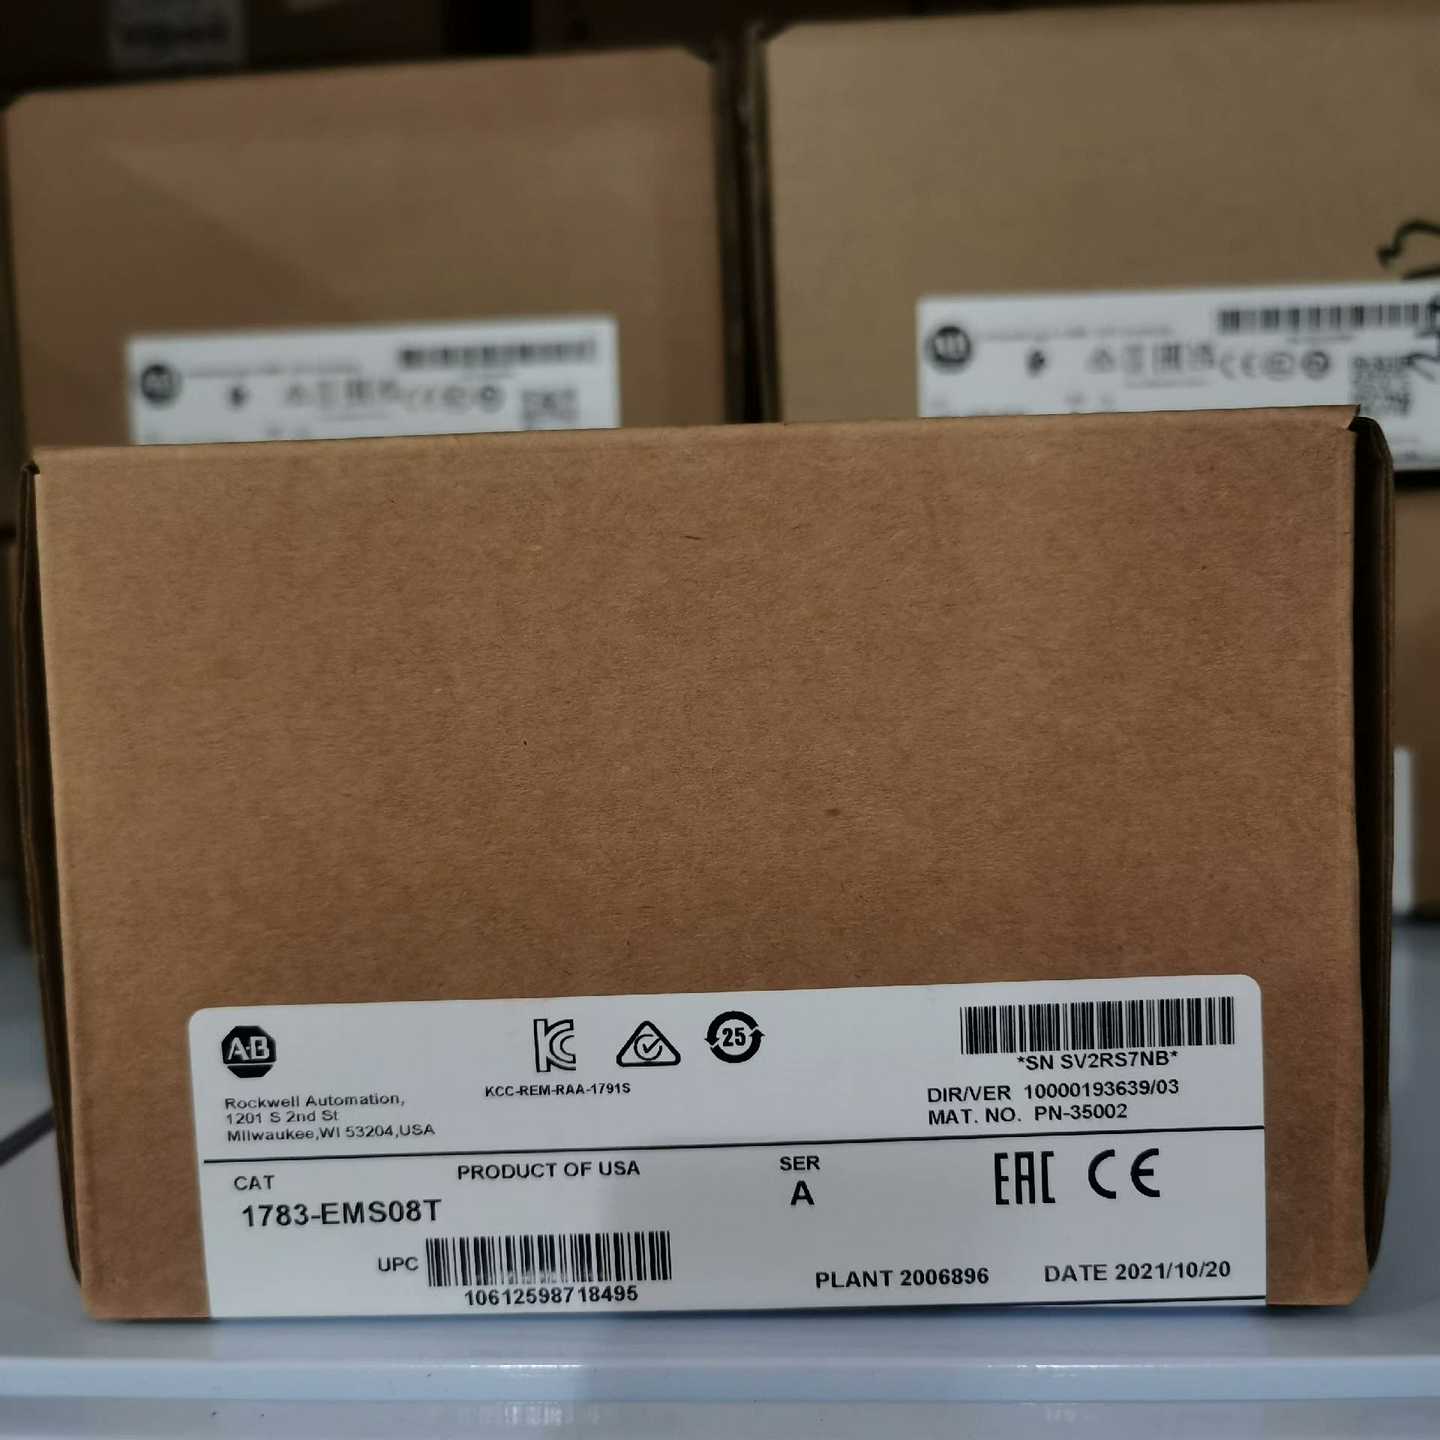 A-B
25
*SN SV2RS7NB*
KCC-REM-RAA-1791S
DIR/VER 10000193639/03
MAT. NO. PN-35002
Rockwell Automation,
1201 S 2nd St
Milwaukee,WI 53204,USA
CAT
PRODUCT OF USA
SER
1783-EMS08T
A
EAC CE
UPC
10612598718495
PLANT 2006896
DATE 2021/10/20